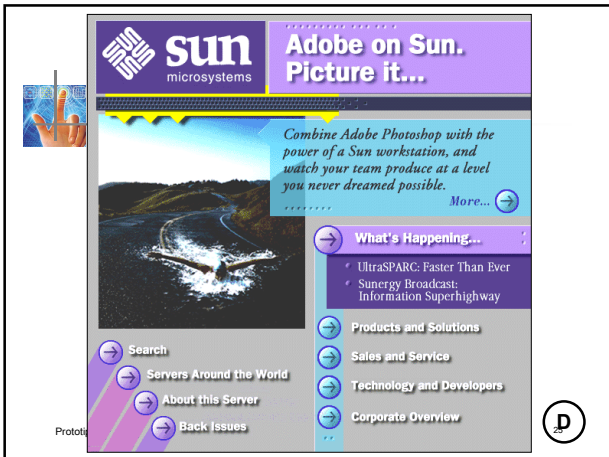 sun
microsystems
Adobe on Sun.
Picture it...
Combine Adobe Photoshop with the
power of a Sun workstation, and
watch your team produce at a level
you never dreamed possible.
More...
What's Happening...
UltraSPARC: Faster Than Ever
Sunergy Broadcast:
Information Superhighway
Products and Solutions
Sales and Service
Technology and Developers
Corporate Overview
Search
Servers Around the World
About this Server
Back Issues
D